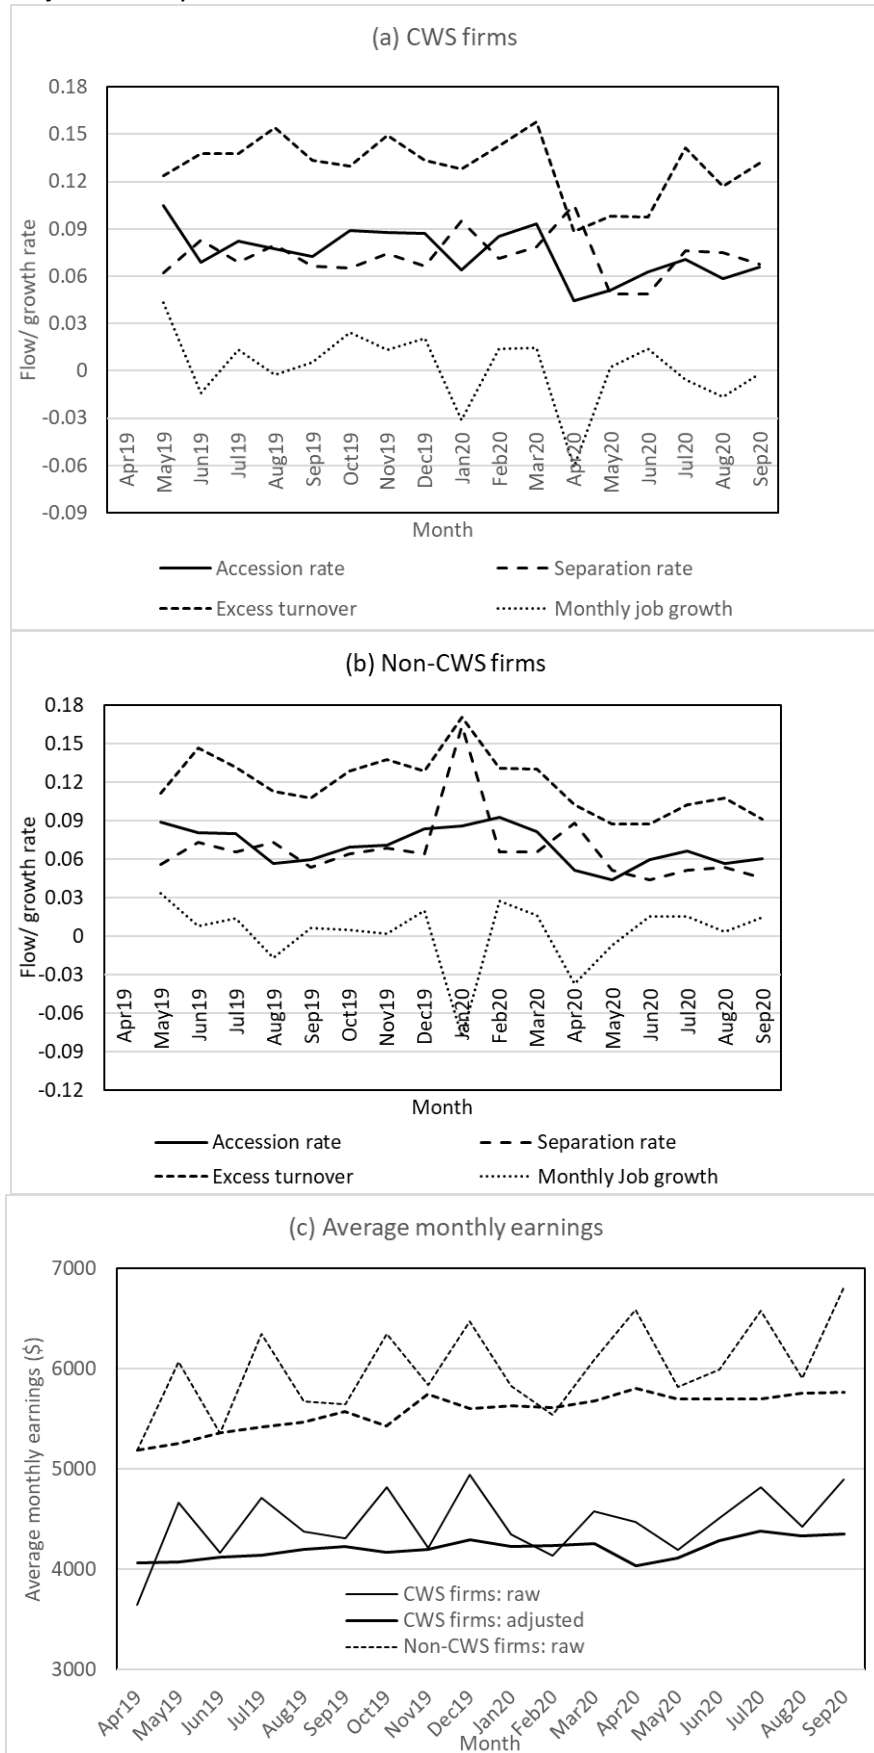 (a) CWS firms
0.18
0.15
0.12
0.09
0.06
0.03
0
-0.03
-0.06
-0.09
Flow/ growth rate
Apr19 May19 Jun19 Jul19 Aug19 Sep19 Oct19 Nov19 Dec19 Jan20 Feb20 Mar20 Apr20 May20 Jun20 Jul20 Aug20 Sep20
Month
Accession rate Separation rate
Excess turnover Monthly job growth
(b) Non-CWS firms
0.18
0.15
0.12
0.09
0.06
0.03
0
-0.03
-0.06
-0.09
-0.12
Flow/ growth rate
Apr19 May19 Jun19 Jul19 Aug19 Sep19 Oct19 Nov19 Dec19 Jan20 Feb20 Mar20 Apr20 May20 Jun20 Jul20 Aug20 Sep20
Month
Accession rate Separation rate
Excess turnover Monthly Job growth
(c) Average monthly earnings
7000
6000
5000
4000
3000
Average monthly earnings ($)
CWS firms: raw
CWS firms: adjusted
Non-CWS firms: raw
Apr19 May19 Jun19 Jul19 Aug19 Sep19 Oct19 Nov19 Dec19 Jan20 Feb20 Mar20 Apr20 May20 Jun20 Jul20 Aug20 Sep20
Month